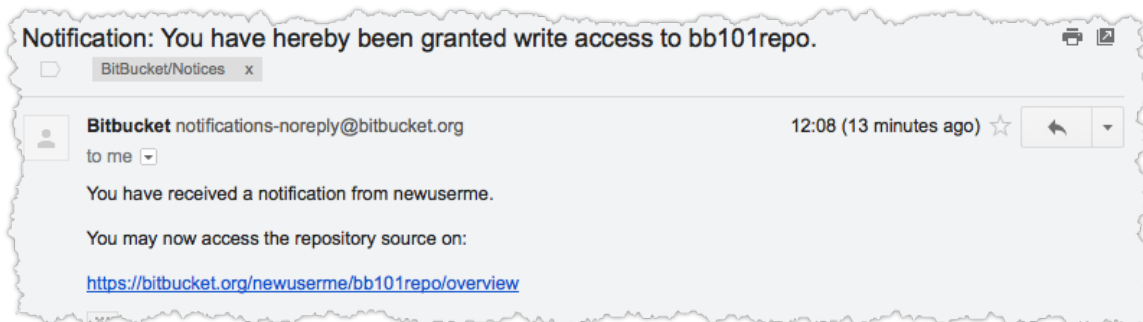 Notification: You have hereby been granted write access to bb101repo.
BitBucket/Notices x
Bitbucket notifications-noreply@bitbucket.org 12:08 (13 minutes ago)
to me
You have received a notification from newuserme.
You may now access the repository source on:
https://bitbucket.org/newuserme/bb101repo/overview